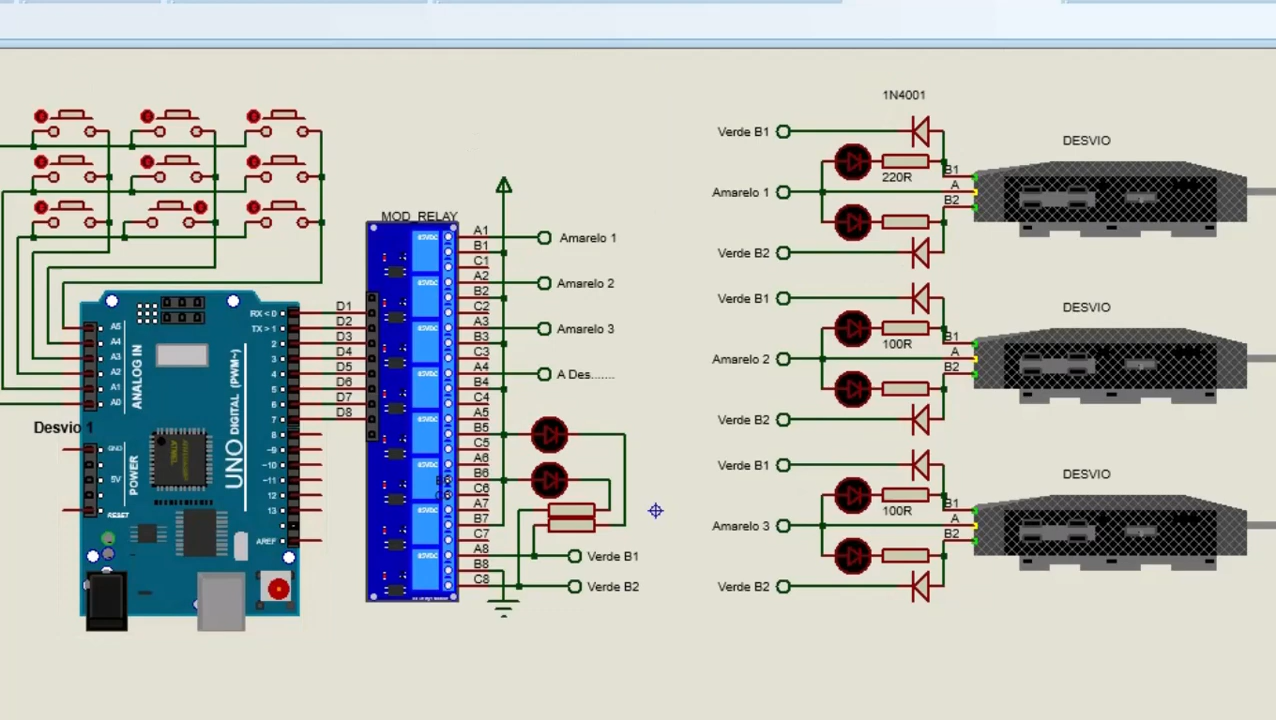 1N4001
Verde B1
DESVIO
220R
B1
A
B2
Amarelo 1
Verde B2
MOD_RELAY
A1
B1
C1
A2
B2
C2
A3
B3
C3
A4
B4
C4
A5
B5
C5
A6
B6
C6
A7
B7
C7
A8
B8
C8
Amarelo 1
Amarelo 2
Amarelo 3
A Des.......
Verde B1
Verde B2
Verde B1
DESVIO
100R
B1
A
B2
Amarelo 2
Verde B2
Verde B1
DESVIO
100R
B1
A
B2
Amarelo 3
Verde B2
D1
D2
D3
D4
D5
D6
D7
D8
RX < 0
TX > 1
2
3
4
5
6
7
8
~9
~10
~11
12
13
AREF
A5
A4
A3
A2
A1
A0
ANALOG IN
UNO
DIGITAL (PWM~)
ATMEL
Desvio 1
GND
5V
POWER
RESET